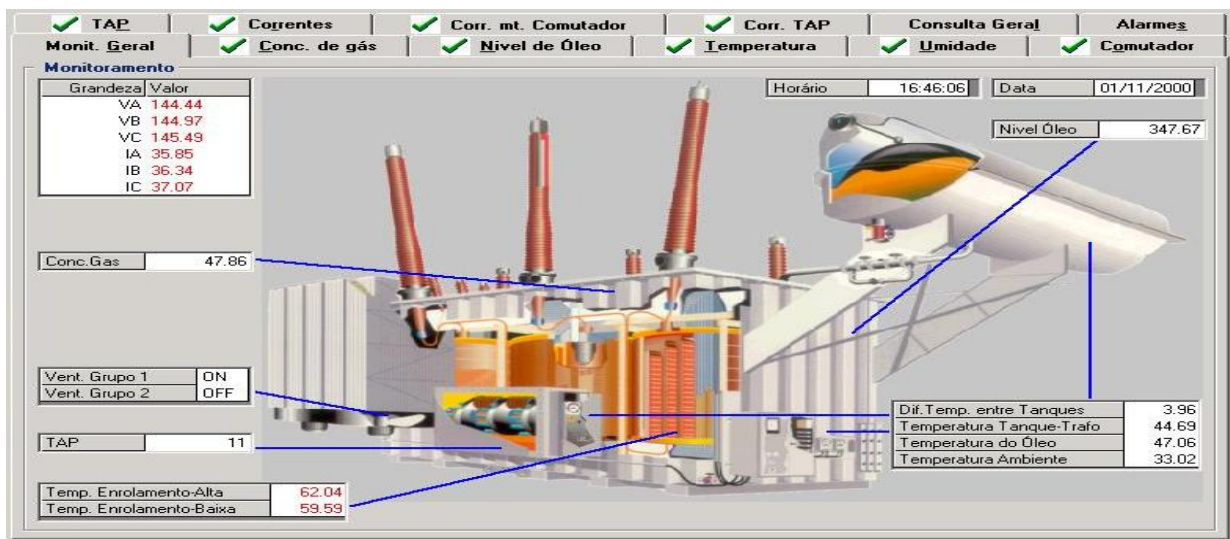 TAP Correntes Corr. mt. Comutador Corr. TAP Consulta Geral Alarmes
Monit. Geral Conc. de gás Nivel de Óleo Temperatura Umidade Comutador
Monitoramento
Grandeza Valor
VA 144.44
VB 144.97
VC 145.49
IA 35.85
IB 36.34
IC 37.07
Horário 16:46:06 Data 01/11/2000
Nivel Óleo 347.67
Conc.Gas 47.86
Vent. Grupo 1 ON
Vent. Grupo 2 OFF
TAP 11
Dif.Temp. entre Tanques 3.96
Temperatura Tanque-Trafo 44.69
Temperatura do Óleo 47.06
Temperatura Ambiente 33.02
Temp. Enrolamento-Alta 62.04
Temp. Enrolamento-Baixa 59.59